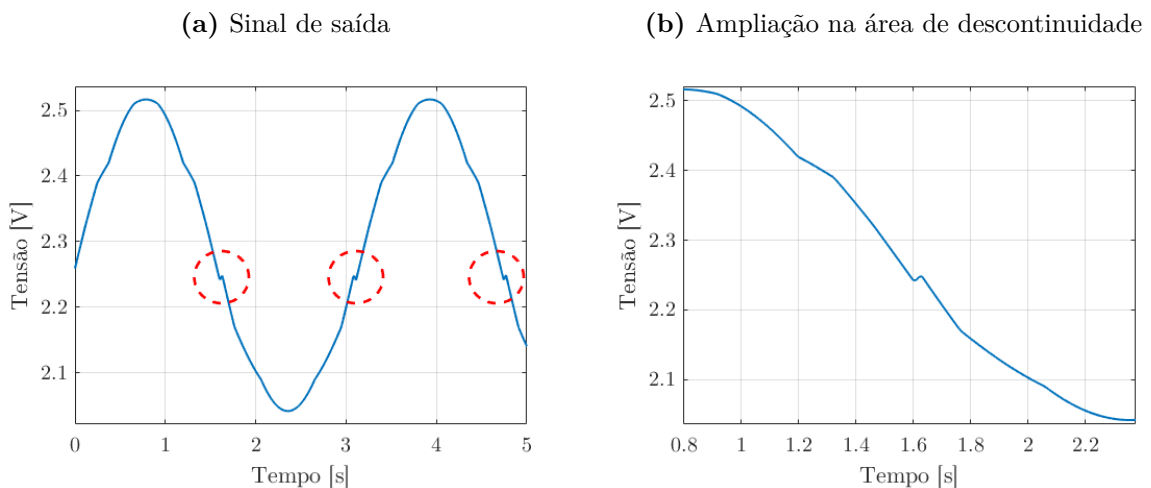 (a) Sinal de saída
(b) Ampliação na área de descontinuidade
Tensão [V]
2.5
2.4
2.3
2.2
2.1
0 1 2 3 4 5
Tempo [s]
Tensão [V]
2.5
2.4
2.3
2.2
2.1
0.8 1 1.2 1.4 1.6 1.8 2 2.2
Tempo [s]